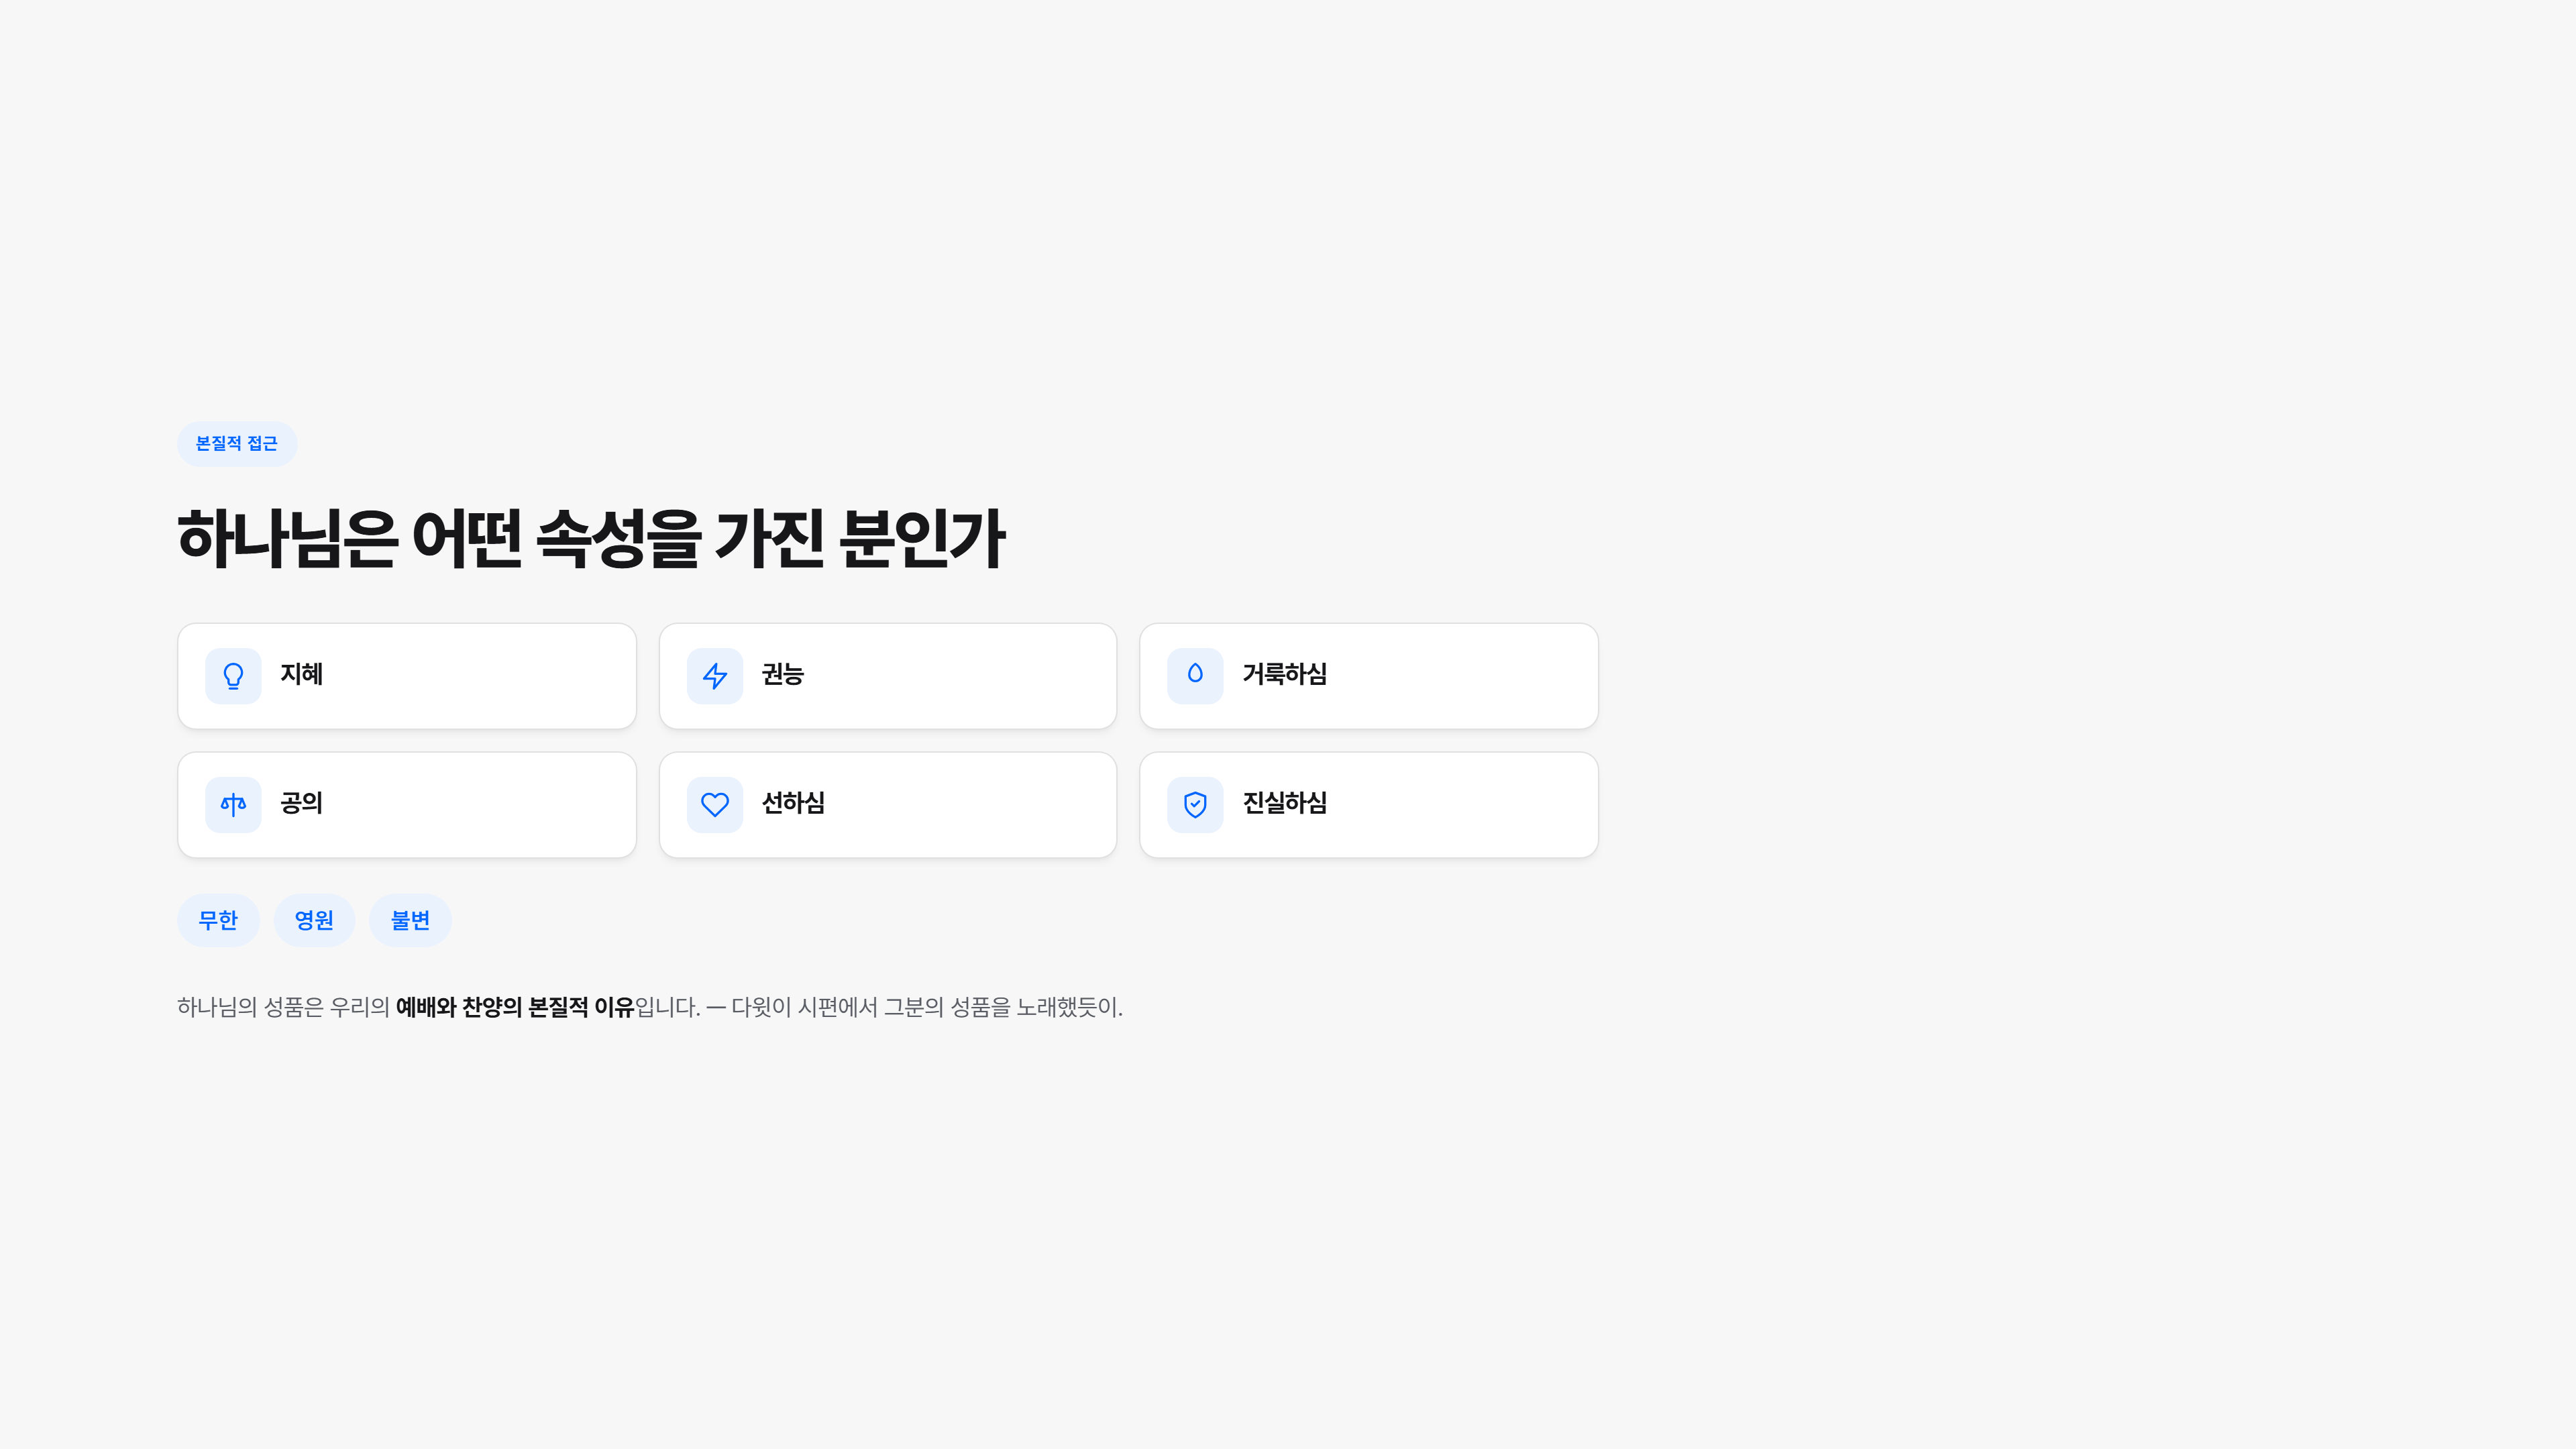 본질적 접근
하나님은 어떤 속성을 가진 분인가
지혜
권능
거룩하심
공의
선하심
진실하심
무한
영원
불변
하나님의 성품은 우리의 예배와 찬양의 본질적 이유입니다. — 다윗이 시편에서 그분의 성품을 노래했듯이.